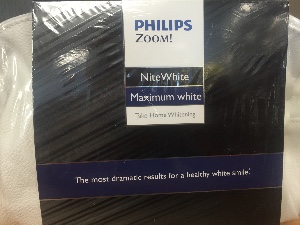 PHILIPS
ZOOM!
NiteWhite
Maximum white
Take-Home Whitening
The most dramatic results for a healthy white smile!